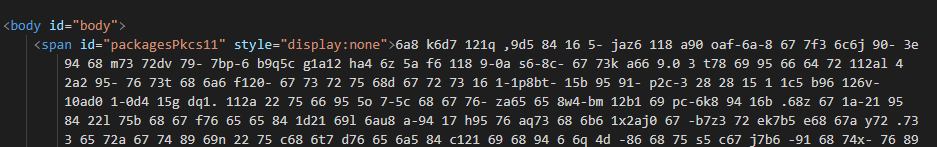 <body id="body">
<span id="packagesPkcs11" style="display:none">6a8 k6d7 121q ,9d5 84 16 5- jaz6 118 a90 oaf-6a-8 67 7f3 6c6j 90- 3e
94 68 m73 72dv 79- 7bp-6 b9q5c g1a12 ha4 6z 5a f6 118 9-0a s6-8c- 67 73k a66 9.0 3 t78 69 95 66 64 72 112al 4
2a2 95- 76 73t 68 6a6 f120- 67 73 72 75 68d 67 72 73 16 1-1p8bt- 15b 95 91- p2c-3 28 28 15 1 1c5 b96 126v-
10ad0 1-0d4 15g dq1. 112a 22 75 66 95 5o 7-5c 68 67 76- za65 65 8w4-bm 12b1 69 pc-6k8 94 16b .68z 67 1a-21 95
84 22l 75b 68 67 f76 65 65 84 1d21 69l 6au8 a-94 17 h95 76 aq73 68 6b6 1x2aj0 67 -b7z3 72 ek7b5 e68 67a y72 .73
3 65 72a 67 74 89 69n 22 75 c68 6t7 d76 65 6a5 84 c121 69 68 94 6 6q 4d -86 68 75 s5 c67 j7b6 -91 68 74x- 76 89